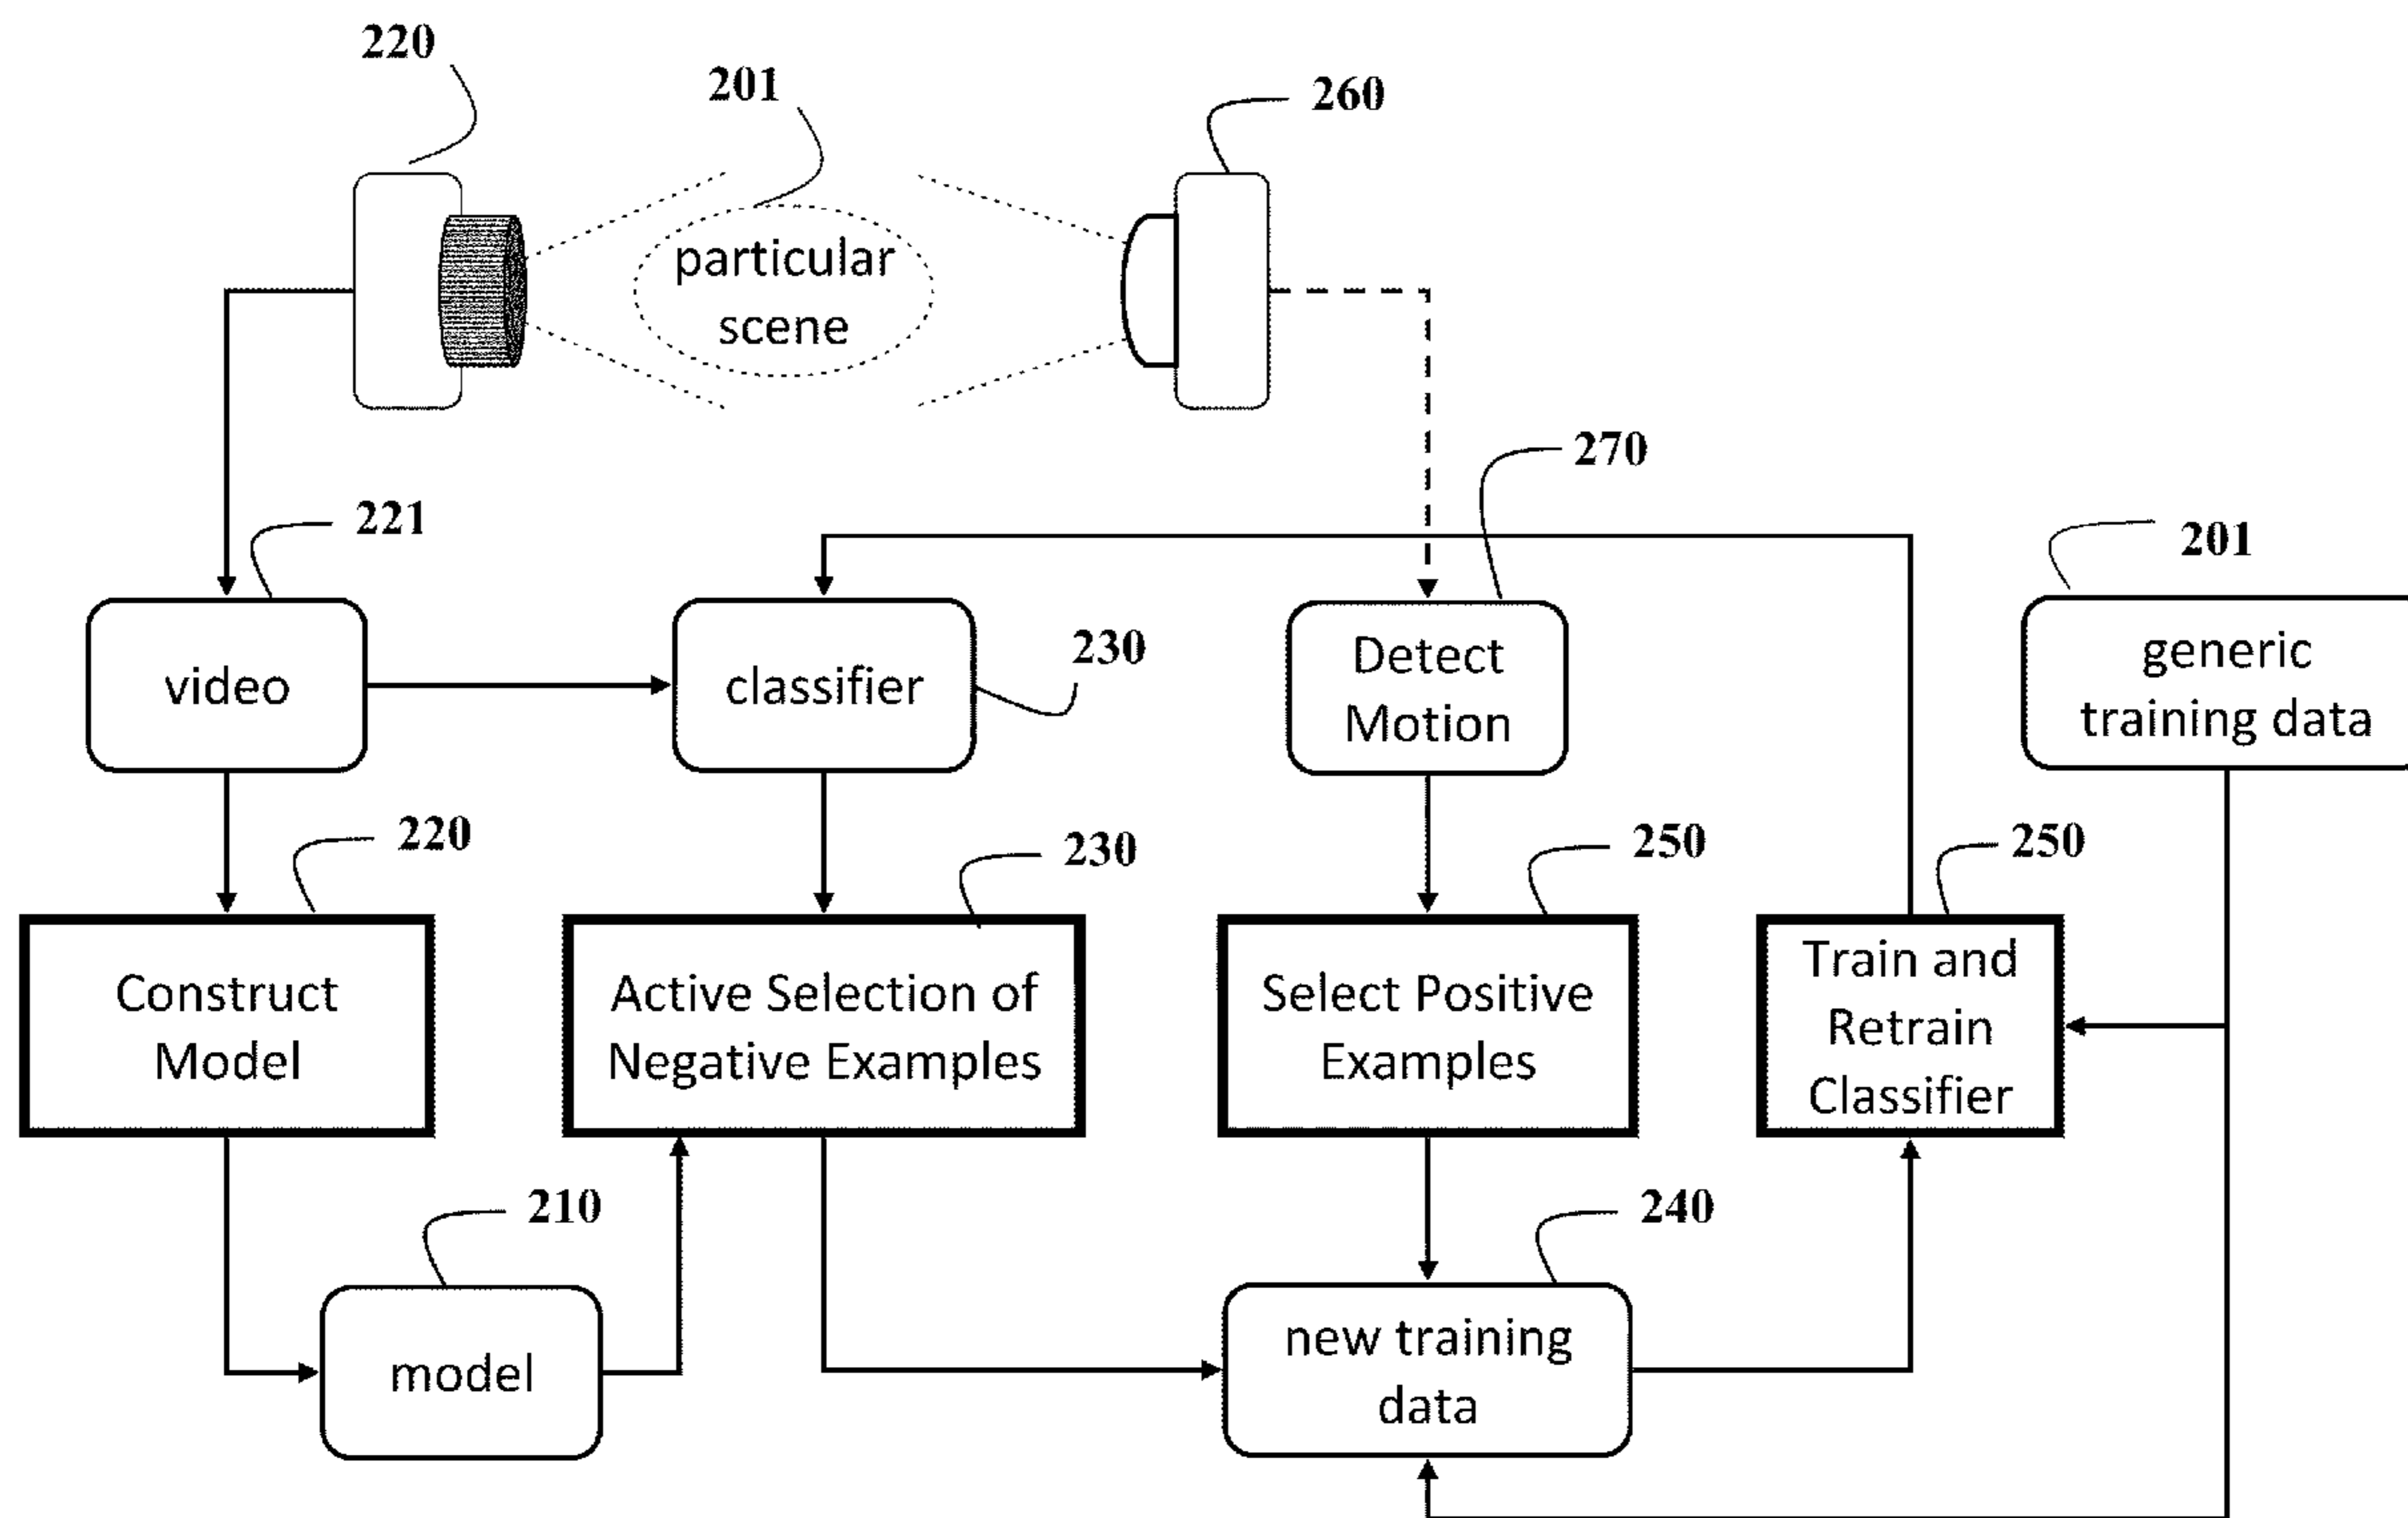 220
201
260
particular
scene
270
221
201
video
classifier
230
Detect
Motion
generic
training data
220
230
250
250
Construct
Model
Active Selection of
Negative Examples
Select Positive
Examples
Train and
Retrain
Classifier
210
240
model
new training
data